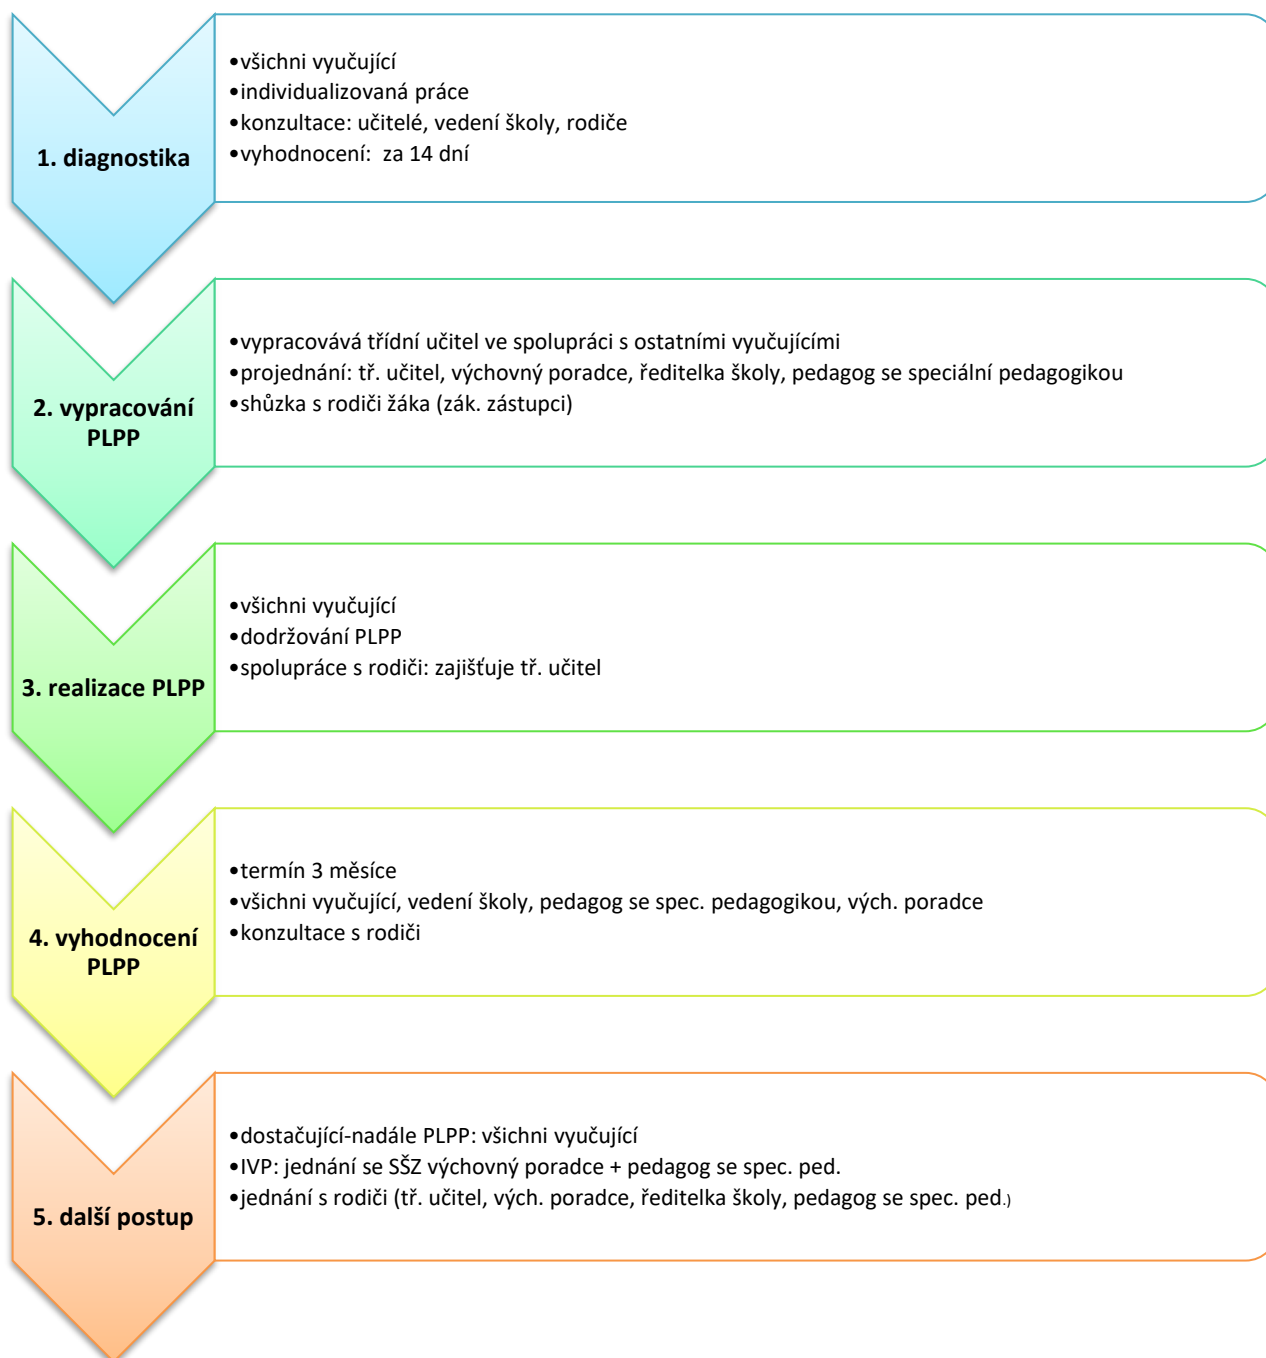 1. diagnostika
•všichni vyučující
•individualizovaná práce
•konzultace: učitelé, vedení školy, rodiče
•vyhodnocení:  za 14 dní
2. vypracování
PLPP
•vypracovává třídní učitel ve spolupráci s ostatními vyučujícími
•projednání: tř. učitel, výchovný poradce, ředitelka školy, pedagog se speciální pedagogikou
•shůzka s rodiči žáka (zák. zástupci)
3. realizace PLPP
•všichni vyučující
•dodržování PLPP
•spolupráce s rodiči: zajišťuje tř. učitel
4. vyhodnocení
PLPP
•termín 3 měsíce
•všichni vyučující, vedení školy, pedagog se spec. pedagogikou, vých. poradce
•konzultace s rodiči
5. další postup
•dostačující-nadále PLPP: všichni vyučující
•IVP: jednání se SŠZ výchovný poradce + pedagog se spec. ped.
•jednání s rodiči (tř. učitel, vých. poradce, ředitelka školy, pedagog se spec. ped.)